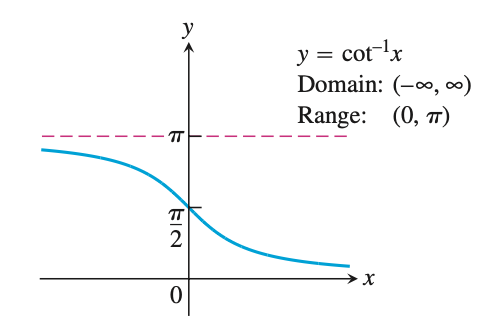 y
y = cot⁻¹x
Domain: (−∞, ∞)
Range: (0, π)
π
π/2
x
0